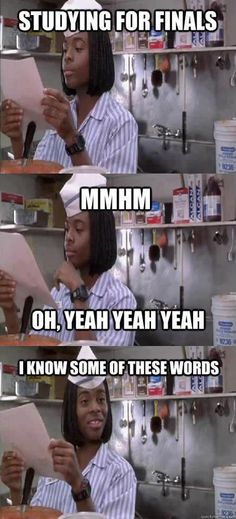 STUDYING FOR FINALS
MMHM
OH, YEAH YEAH YEAH
I KNOW SOME OF THESE WORDS